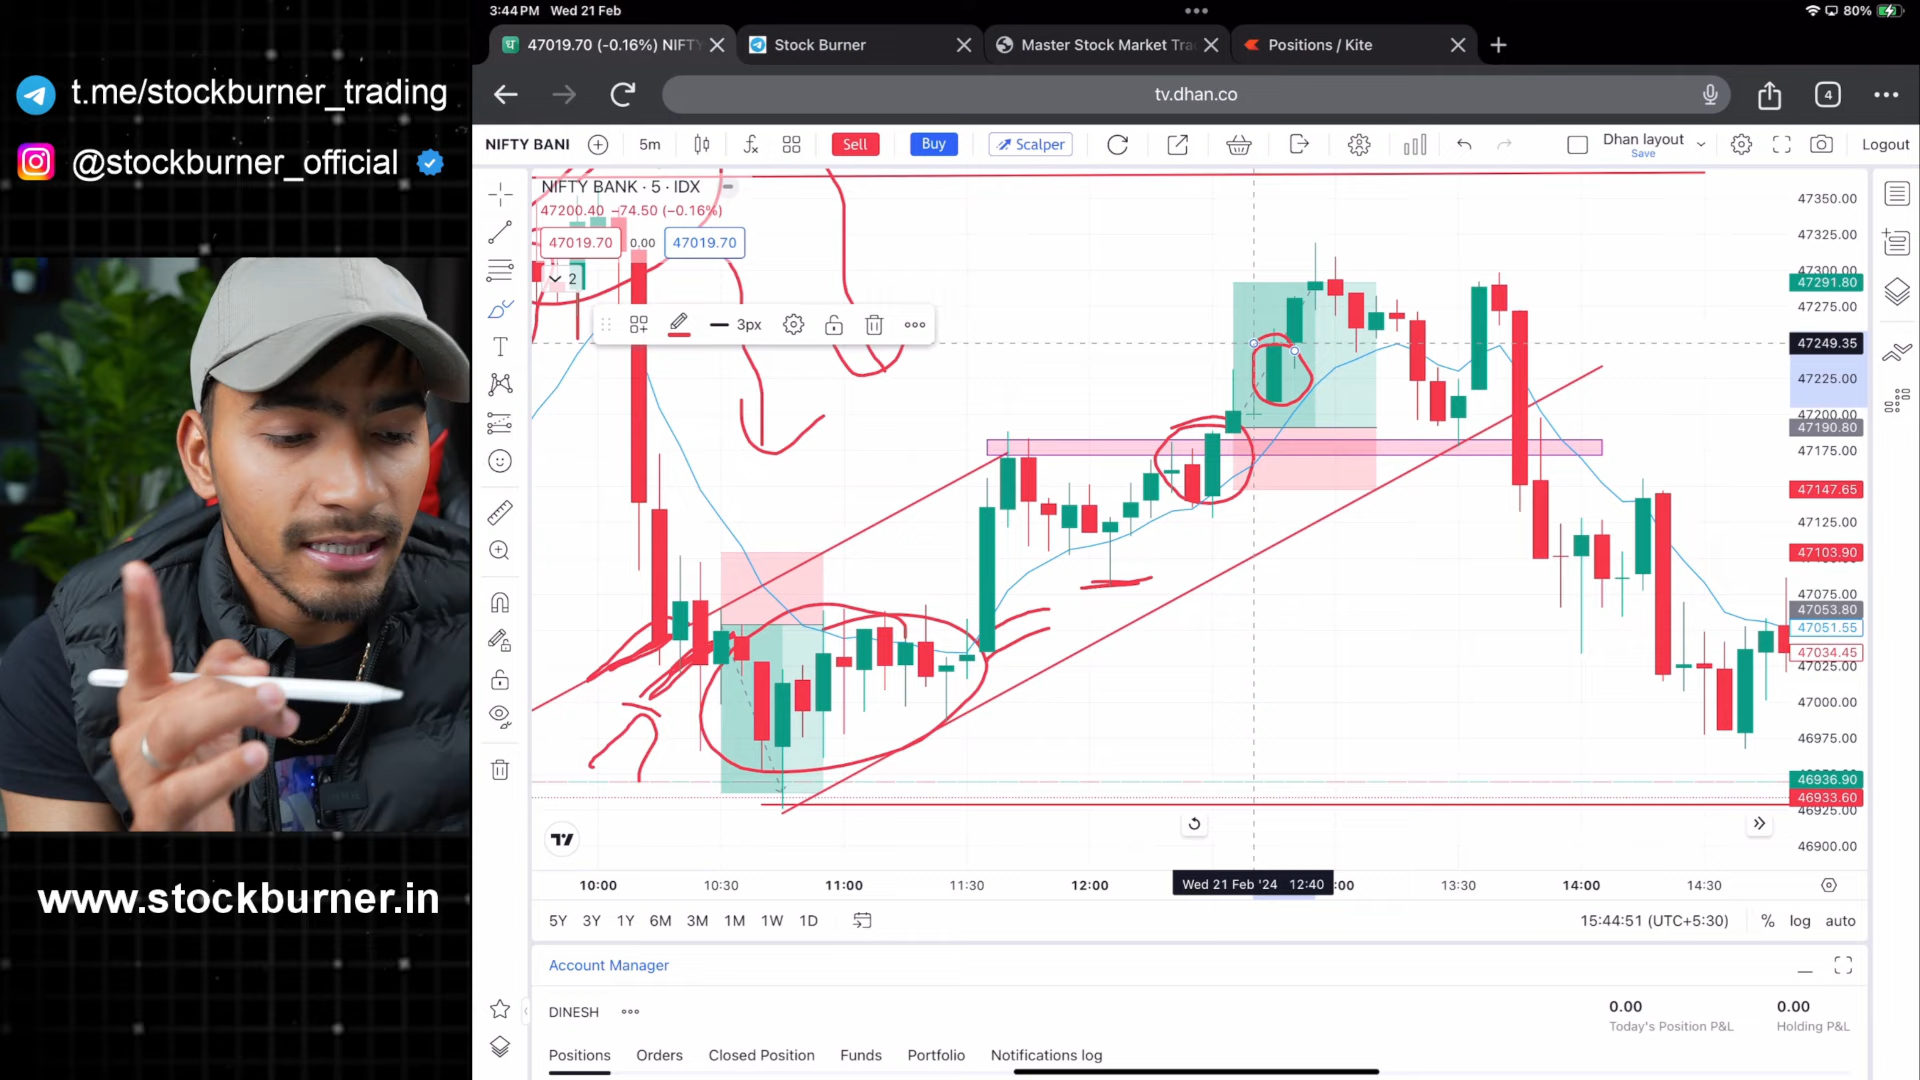 3:44 PM Wed 21 Feb
80%
47019.70 (-0.16%) NIFTY
Stock Burner
Master Stock Market Tra
Positions / Kite
tv.dhan.co
4
t.me/stockburner_trading
@stockburner_official
www.stockburner.in
NIFTY BANI
5m
Sell
Buy
Scalper
Dhan layout
Save
Logout
NIFTY BANK · 5 · IDX
47200.40 −74.50 (−0.16%)
47019.70
0.00
47019.70
2
3px
47350.00
47325.00
47300.00
47291.80
47275.00
47249.35
47225.00
47200.00
47190.80
47175.00
47147.65
47125.00
47103.90
47075.00
47053.80
47051.55
47034.45
47025.00
47000.00
46975.00
46936.90
46933.60
46925.00
46900.00
10:00
10:30
11:00
11:30
12:00
Wed 21 Feb '24 12:40
:00
13:30
14:00
14:30
5Y
3Y
1Y
6M
3M
1M
1W
1D
15:44:51 (UTC+5:30)
%
log
auto
Account Manager
DINESH
0.00
Today's Position P&L
0.00
Holding P&L
Positions
Orders
Closed Position
Funds
Portfolio
Notifications log